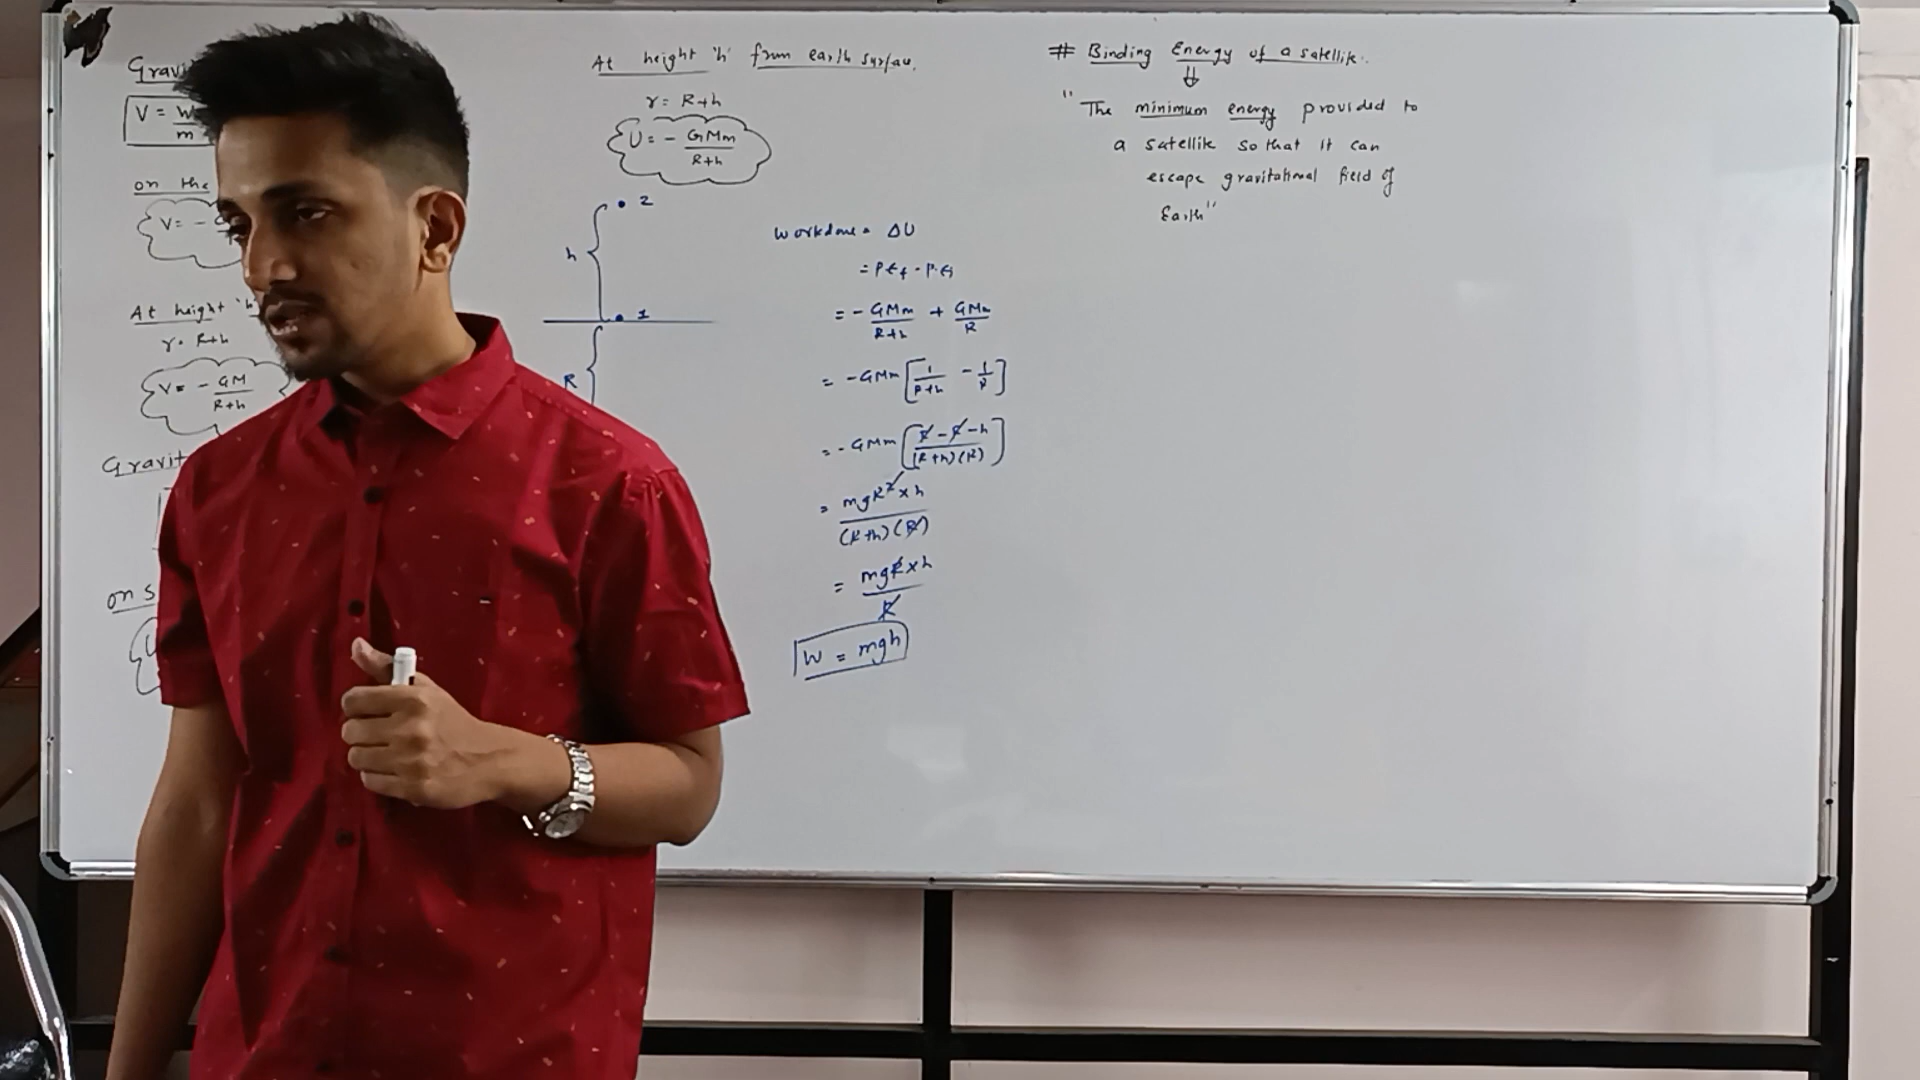 V = W
m
on the
V = -
At height 'h'
r = R+h
V = - GM
R+h
on s
At height 'h' from earth surface.
r = R+h
U = - GMm
R+h
2
h
1
R
Workdone = ΔU
= P.Ef - P.Ei
= - GMm + GMm
R+h R
= -GMm [ 1 - 1 ]
R+h R
= -GMm [ R - R - h ]
(R+h)(R)
= mgR² × h
(R+h)(R)
= mgR×h
R
W = mgh
# Binding Energy of a satellite.
⇓
"The minimum energy provided to
a satellite so that it can
escape gravitational field of
Earth"